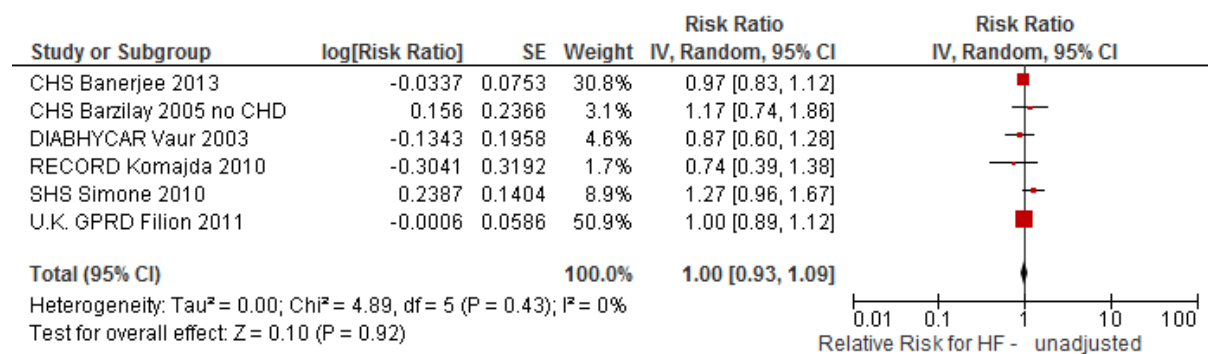 Risk Ratio Risk Ratio
Study or Subgroup log[Risk Ratio] SE Weight IV, Random, 95% CI IV, Random, 95% CI
CHS Banerjee 2013 -0.0337 0.0753 30.8% 0.97 [0.83, 1.12]
CHS Barzilay 2005 no CHD 0.156 0.2366 3.1% 1.17 [0.74, 1.86]
DIABHYCAR Vaur 2003 -0.1343 0.1958 4.6% 0.87 [0.60, 1.28]
RECORD Komajda 2010 -0.3041 0.3192 1.7% 0.74 [0.39, 1.38]
SHS Simone 2010 0.2387 0.1404 8.9% 1.27 [0.96, 1.67]
U.K. GPRD Filion 2011 -0.0006 0.0586 50.9% 1.00 [0.89, 1.12]
Total (95% CI) 100.0% 1.00 [0.93, 1.09]
Heterogeneity: Tau² = 0.00; Chi² = 4.89, df = 5 (P = 0.43); I² = 0%
Test for overall effect: Z = 0.10 (P = 0.92)
0.01 0.1 1 10 100
Relative Risk for HF - unadjusted